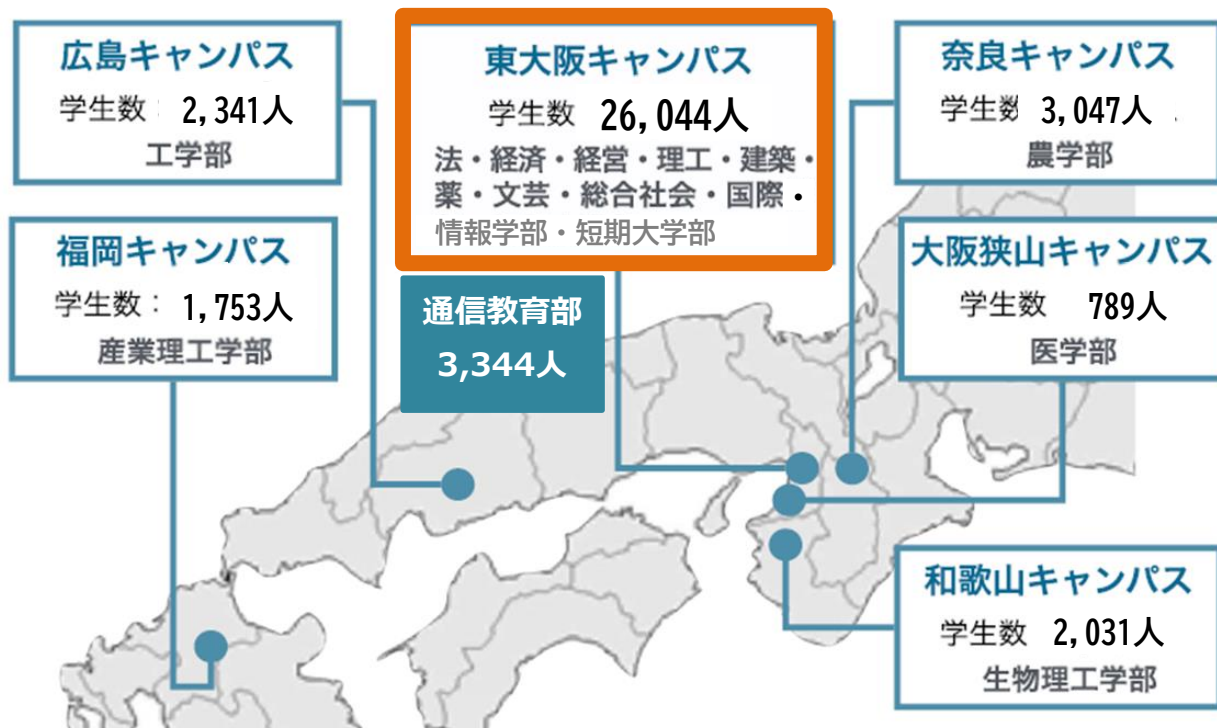 広島キャンパス
学生数： 2,341人
工学部
東大阪キャンパス
学生数 26,044人
法・経済・経営・理工・建築・
薬・文芸・総合社会・国際・
情報学部・短期大学部
奈良キャンパス
学生数 3,047人
農学部
福岡キャンパス
学生数： 1,753人
産業理工学部
通信教育部
3,344人
大阪狭山キャンパス
学生数 789人
医学部
和歌山キャンパス
学生数 2,031人
生物理工学部